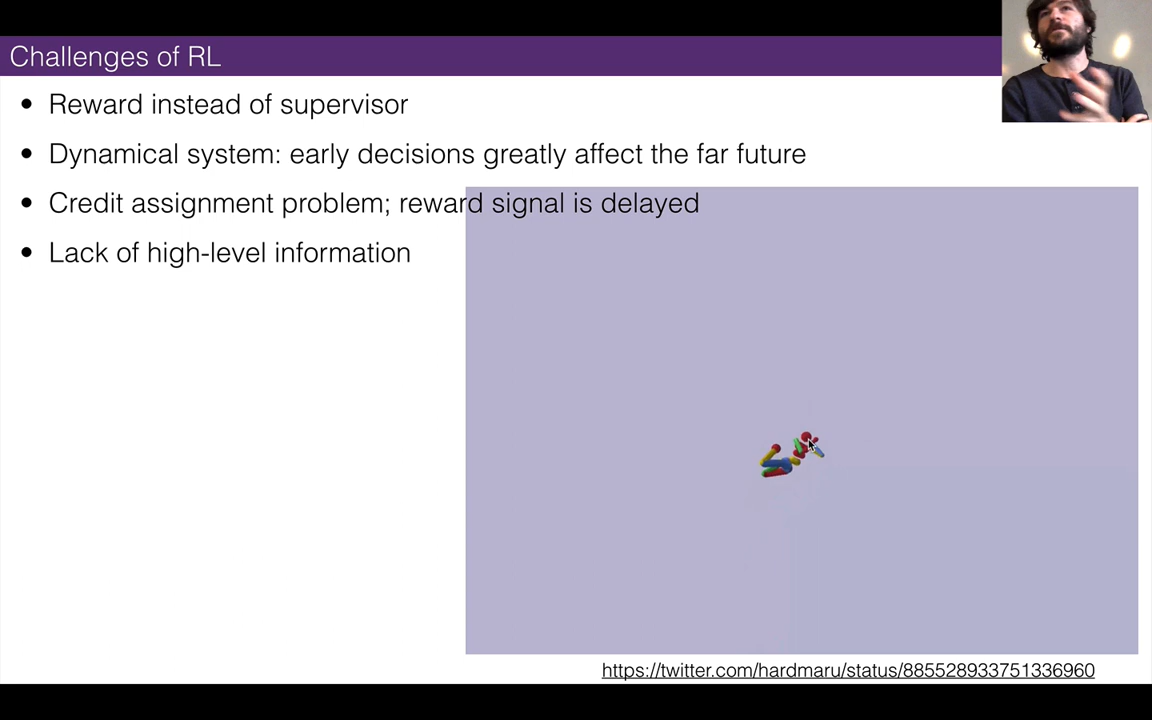 Challenges of RL
• Reward instead of supervisor
• Dynamical system: early decisions greatly affect the far future
• Credit assignment problem; reward signal is delayed
• Lack of high-level information
https://twitter.com/hardmaru/status/885528933751336960